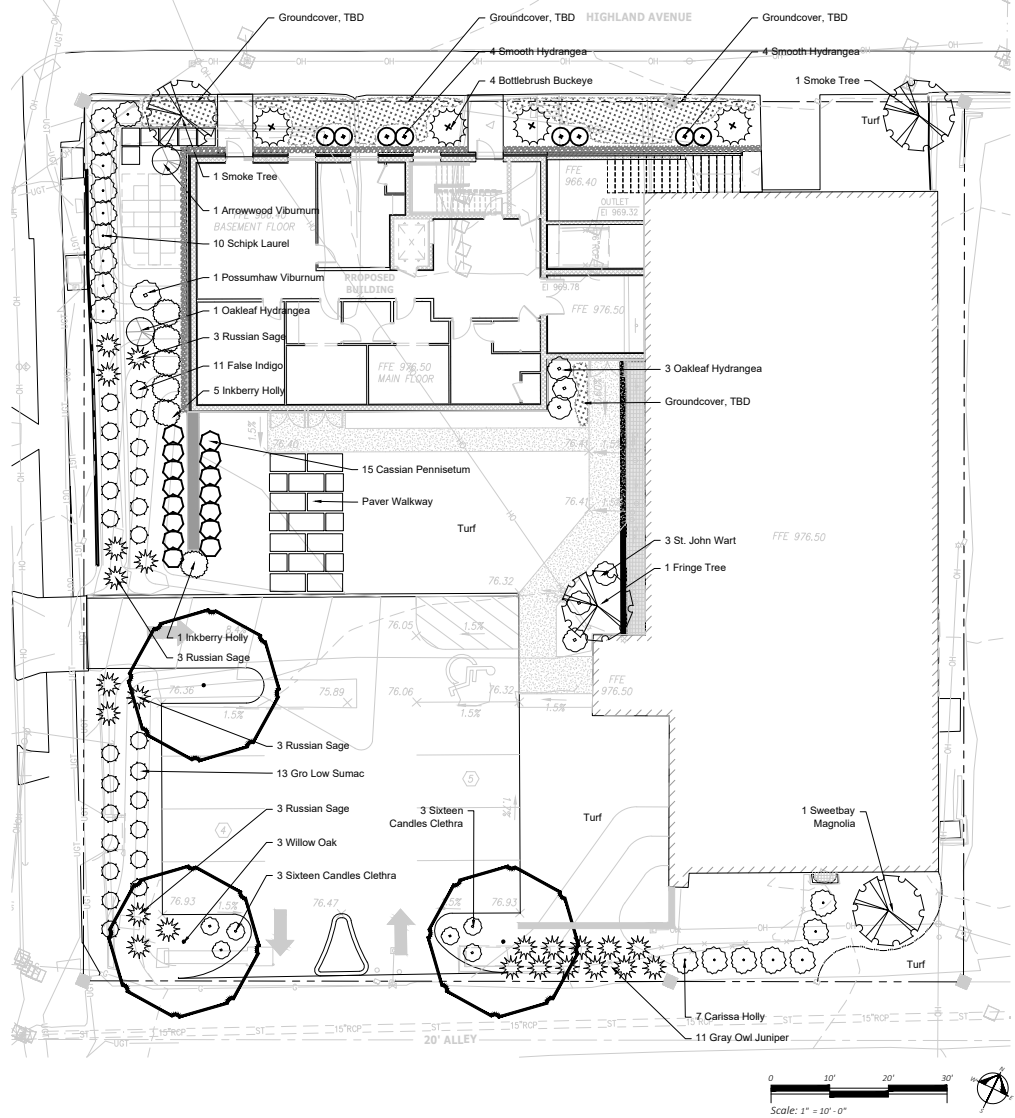 HIGHLAND AVENUE
Groundcover, TBD
Groundcover, TBD
Groundcover, TBD
4 Smooth Hydrangea
4 Smooth Hydrangea
4 Bottlebrush Buckeye
1 Smoke Tree
Turf
1 Smoke Tree
1 Arrowwood Viburnum
BASEMENT FLOOR
10 Schipk Laurel
1 Possumhaw Viburnum
PROPOSED
BUILDING
1 Oakleaf Hydrangea
3 Russian Sage
11 False Indigo
5 Inkberry Holly
FFE
966.40
OUTLET
El 969.32
El 969.78
FFE 976.50
FFE 976.50
MAIN FLOOR
3 Oakleaf Hydrangea
Groundcover, TBD
1.5%
76.40
76.41
15 Cassian Pennisetum
Paver Walkway
76.41
Turf
FFE 976.50
3 St. John Wart
1 Fringe Tree
76.32
76.05
1.5%
1 Inkberry Holly
3 Russian Sage
76.36
75.89
76.06
76.32
1.5%
1.5%
FFE
976.50
3 Russian Sage
13 Gro Low Sumac
5
3 Russian Sage
4
3 Sixteen
Candles Clethra
Turf
1 Sweetbay
Magnolia
3 Willow Oak
3 Sixteen Candles Clethra
76.93
1.5%
76.47
76.93
Turf
7 Carissa Holly
11 Gray Owl Juniper
15"RCP
ST
15"RCP
ST
15"RCP
ST
15"RCP
20' ALLEY
0
10'
20'
30'
Scale: 1" = 10' - 0"
N
W
E
S